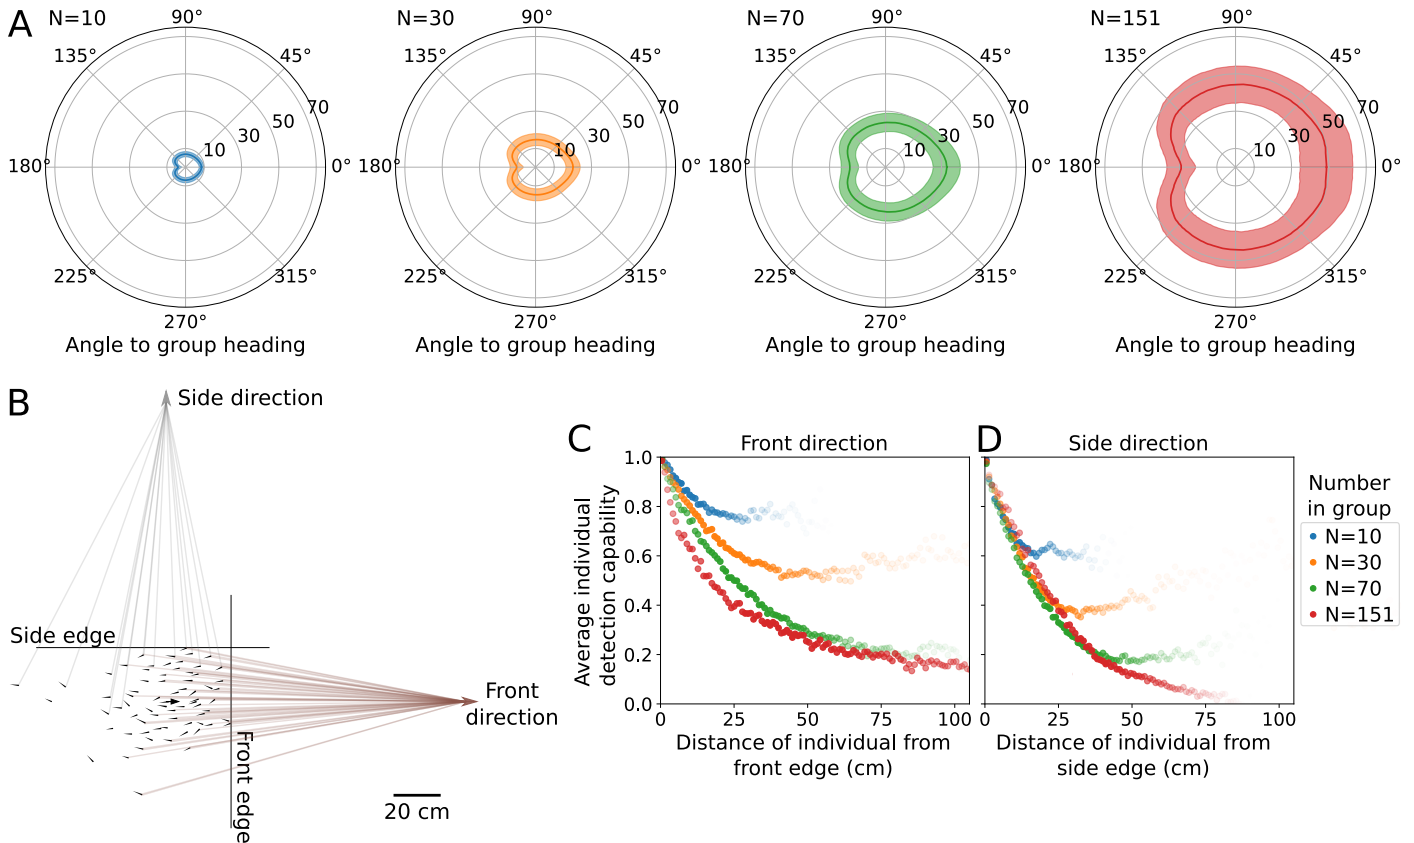 A
N=10
90°
135°
45°
180°
0°
225°
315°
270°
10
30
50
70
Angle to group heading
N=30
90°
135°
45°
180°
0°
225°
315°
270°
10
30
50
70
Angle to group heading
N=70
90°
135°
45°
180°
0°
225°
315°
270°
10
30
50
70
Angle to group heading
N=151
90°
135°
45°
180°
0°
225°
315°
270°
10
30
50
70
Angle to group heading
B
Side direction
Side edge
Front
direction
Front edge
20 cm
C
Front direction
Average individual
detection capability
1.0
0.8
0.6
0.4
0.2
0.0
0
25
50
75
100
Distance of individual from
front edge (cm)
D
Side direction
0
25
50
75
100
Distance of individual from
side edge (cm)
Number
in group
N=10
N=30
N=70
N=151